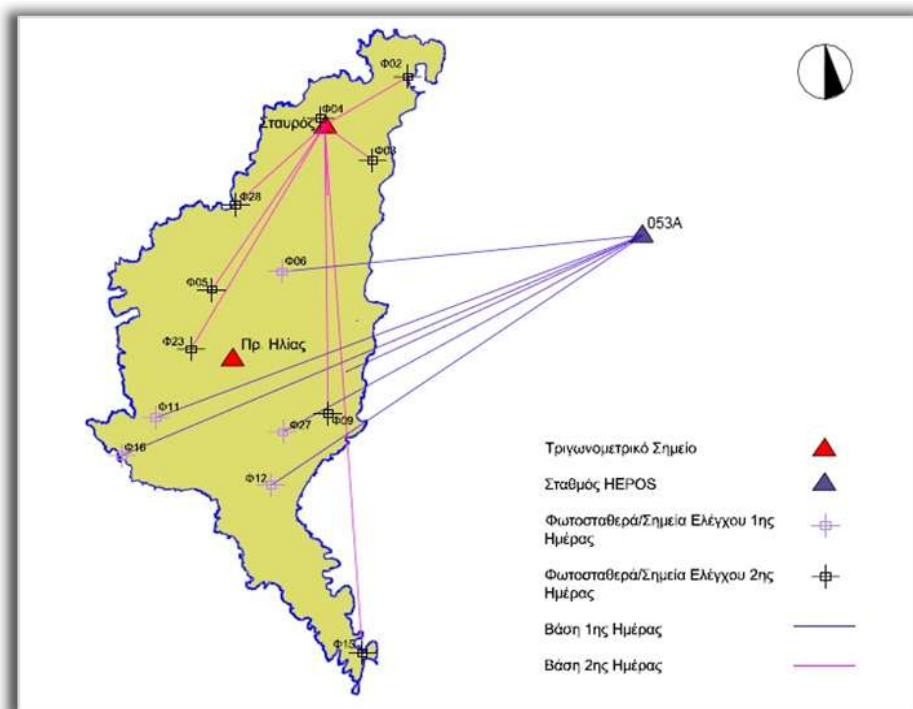 Φ02
Φ04
Σταυρός
Φ03
Φ28
053A
Φ06
Φ05
Φ23
Πρ. Ηλίας
Φ11
Φ09
Φ27
Φ16
Φ12
Φ15
Τριγωνομετρικό Σημείο
Σταθμός HEPOS
Φωτοσταθερά/Σημεία Ελέγχου 1ης
Ημέρας
Φωτοσταθερά/Σημεία Ελέγχου 2ης
Ημέρας
Βάση 1ης Ημέρας
Βάση 2ης Ημέρας